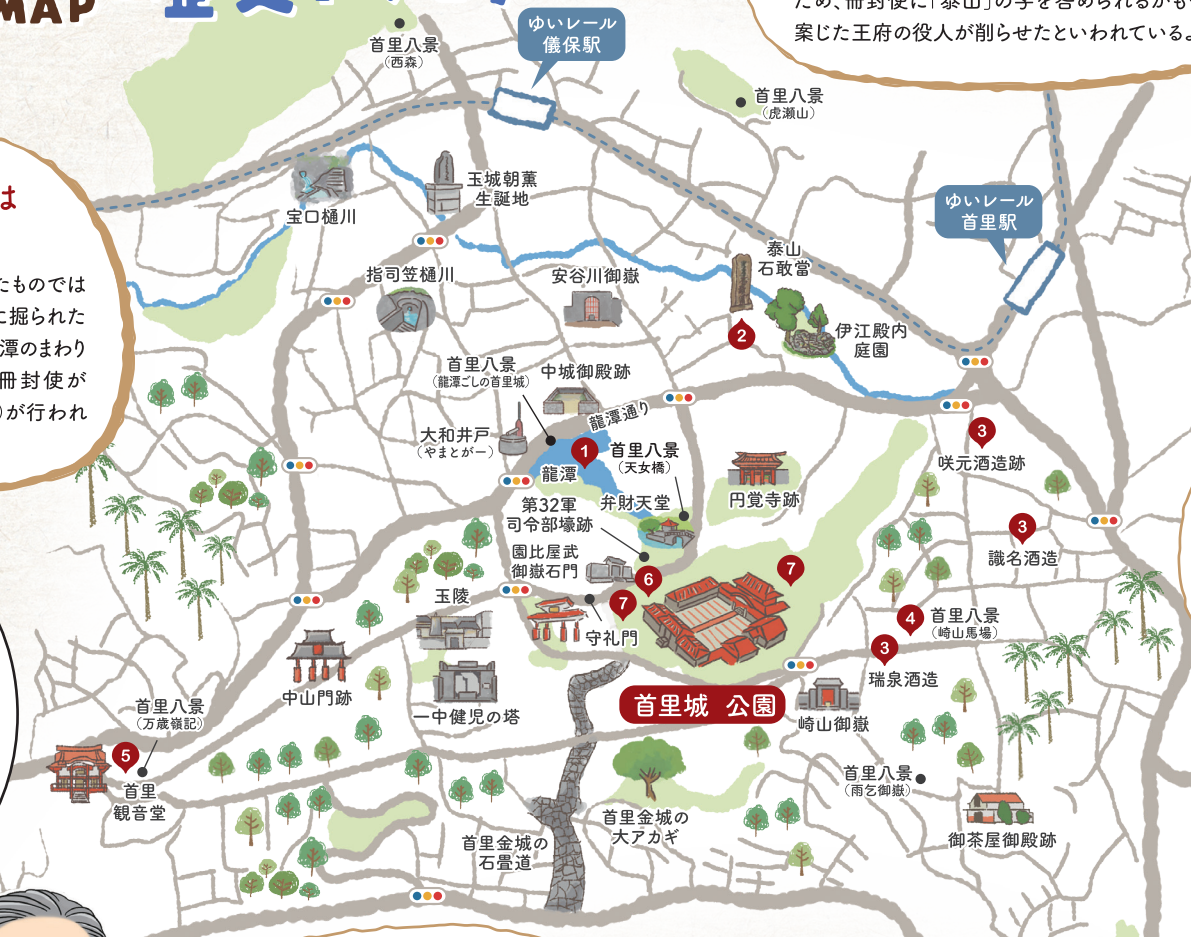 MAP
ため、冊封使に「泰山」の字を咎められるかも
案じた王府の役人が削らせたといわれているよ
首里八景
(西森)
ゆいレール
儀保駅
首里八景
(虎瀬山)
は
たものでは
に掘られた
潭のまわり
冊封使が
)が行われ
宝口樋川
玉城朝薫
生誕地
ゆいレール
首里駅
指司笠樋川
安谷川御嶽
泰山
石敢當
2
伊江殿内
庭園
首里八景
(龍潭ごしの首里城)
中城御殿跡
龍潭通り
大和井戸
(やまとがー)
1
龍潭
首里八景
(天女橋)
3
咲元酒造跡
円覚寺跡
第32軍
司令部壕跡
弁財天堂
3
識名酒造
園比屋武
御嶽石門
6
7
7
玉陵
守礼門
4
首里八景
(崎山馬場)
3
瑞泉酒造
中山門跡
一中健児の塔
首里城 公園
崎山御嶽
首里八景
(万歳嶺記)
5
首里
観音堂
首里八景
(雨乞御嶽)
首里金城の
大アカギ
御茶屋御殿跡
首里金城の
石畳道